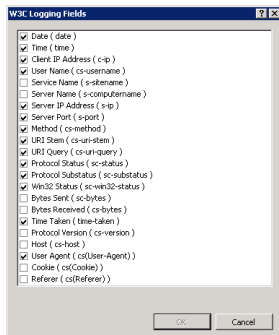 W3C Logging Fields
Date ( date )
Time ( time )
Client IP Address ( c-ip )
User Name ( cs-username )
Service Name ( s-sitename )
Server Name ( s-computername )
Server IP Address ( s-ip )
Server Port ( s-port )
Method ( cs-method )
URI Stem ( cs-uri-stem )
URI Query ( cs-uri-query )
Protocol Status ( sc-status )
Protocol Substatus ( sc-substatus )
Win32 Status ( sc-win32-status )
Bytes Sent ( sc-bytes )
Bytes Received ( cs-bytes )
Time Taken ( time-taken )
Protocol Version ( cs-version )
Host ( cs-host )
User Agent ( cs(User-Agent) )
Cookie ( cs(Cookie) )
Referer ( cs(Referer) )
OK Cancel